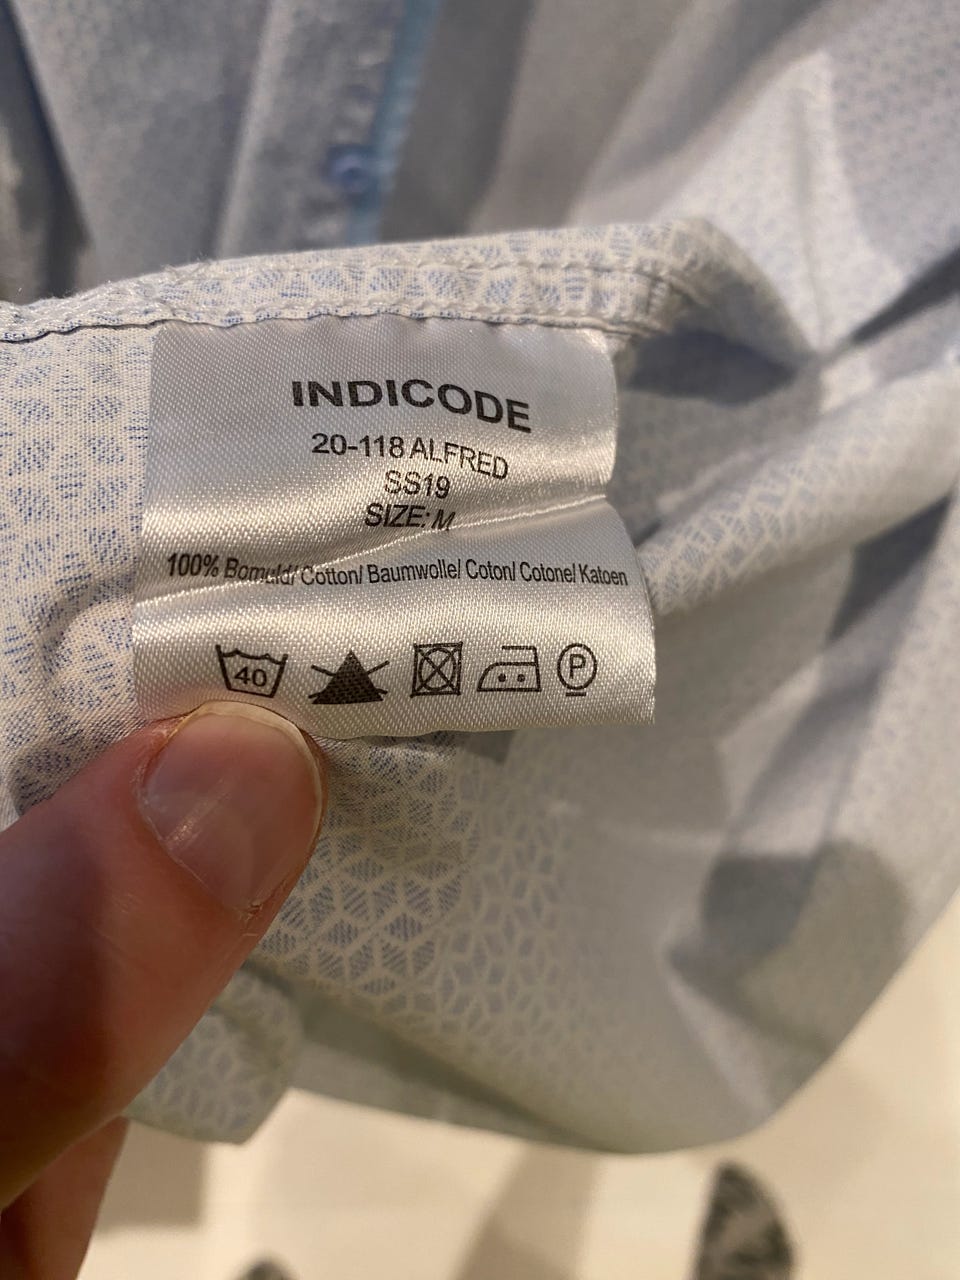 INDICODE
20-118 ALFRED
SS19
SIZE: M
100% Bomuld/ Cotton/ Baumwolle/ Coton/ Cotone/ Katoen
40 P